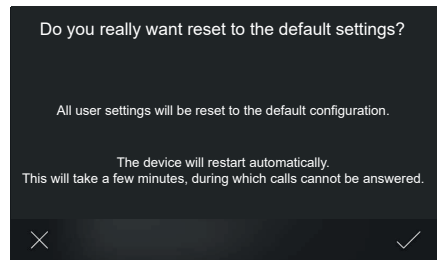 Do you really want reset to the default settings?
All user settings will be reset to the default configuration.
The device will restart automatically.
This will take a few minutes, during which calls cannot be answered.